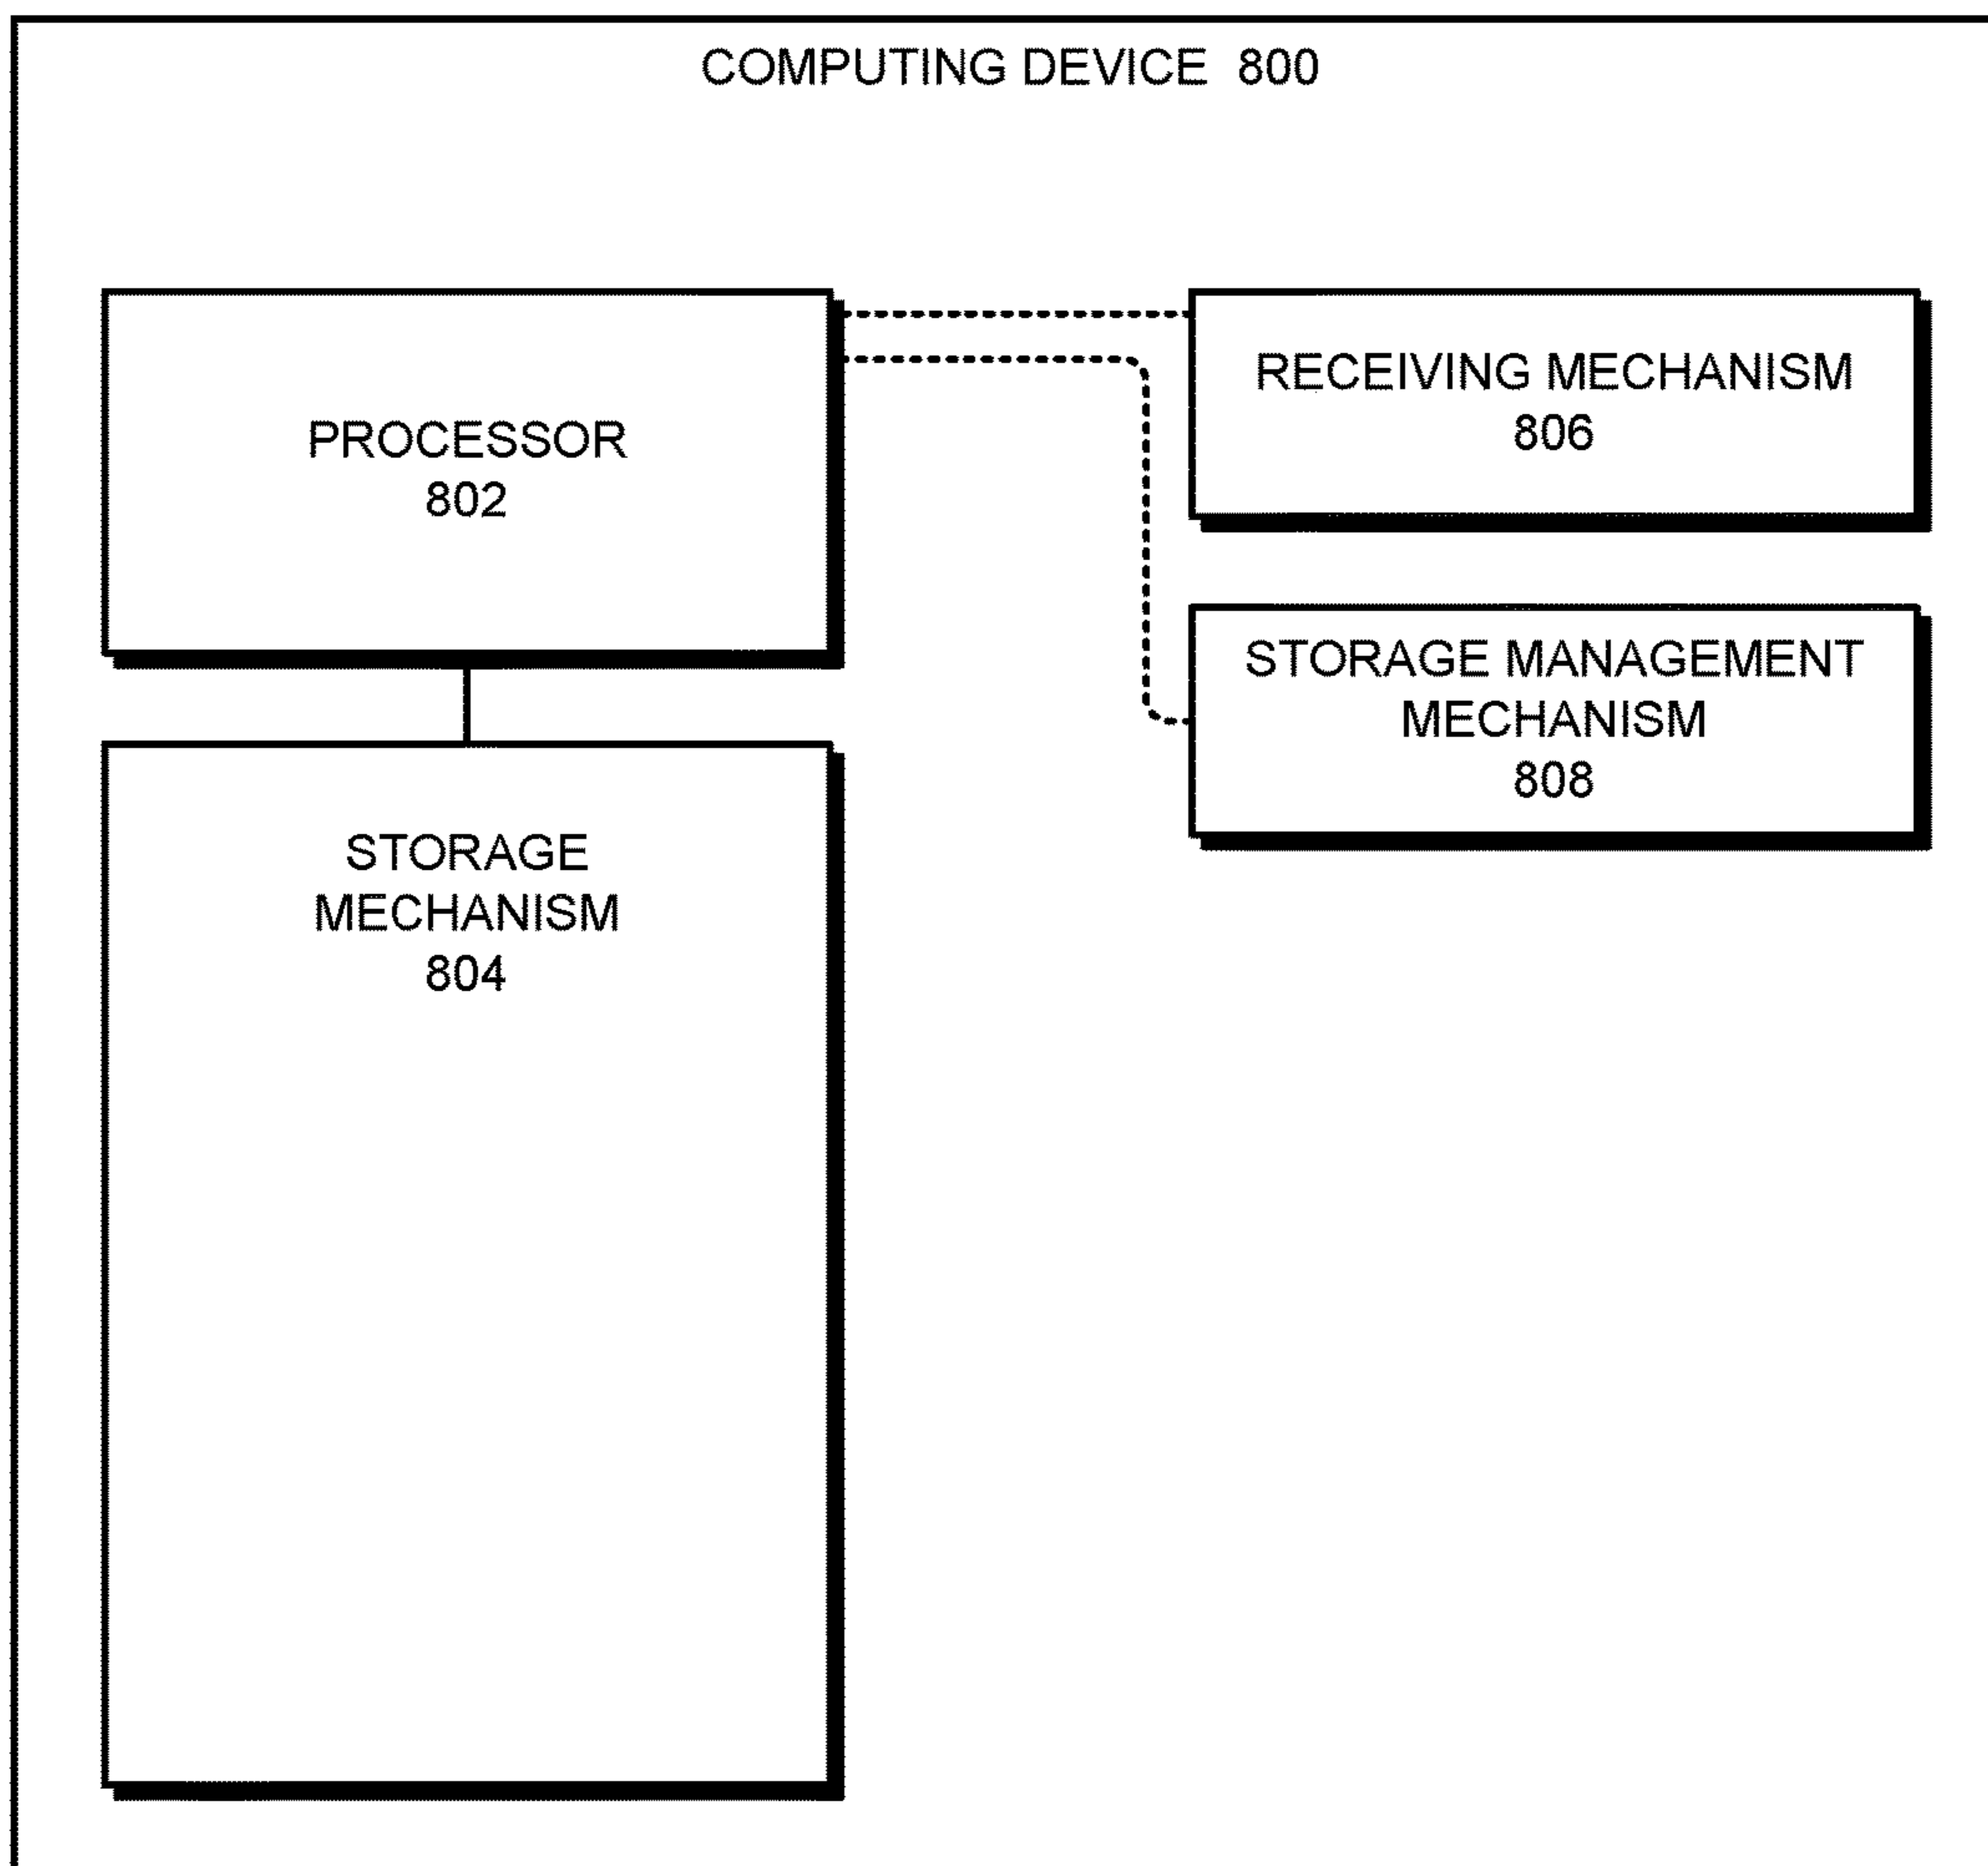 COMPUTING DEVICE 800
PROCESSOR
802
RECEIVING MECHANISM
806
STORAGE MANAGEMENT
MECHANISM
808
STORAGE
MECHANISM
804